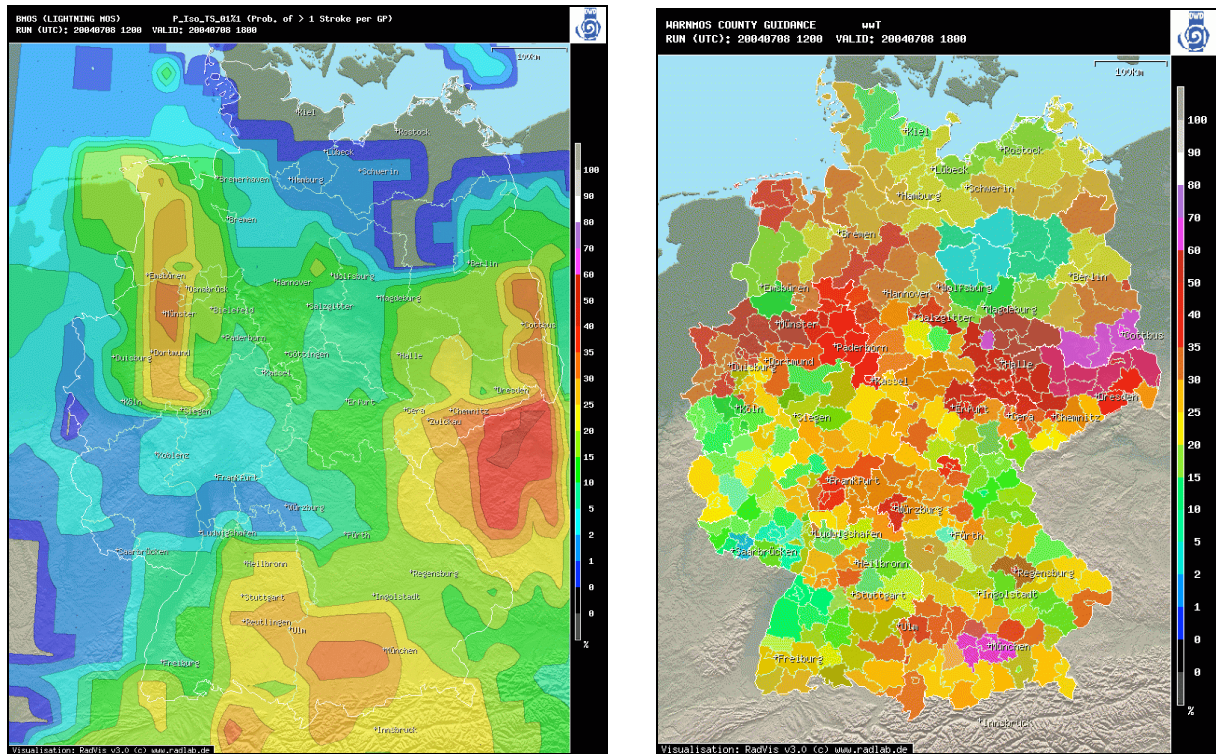 BMOS (LIGHTNING MOS) P_Iso_TS_01%1 (Prob. of > 1 Stroke per GP)
RUN (UTC): 20040708 1200 VALID: 20040708 1800
DWD
100km
Kiel
Rostock
Lübeck
Hamburg
Schwerin
Bremerhaven
Bremen
Berlin
Emsbüren
Osnabrück
Hannover
Wolfsburg
Magdeburg
Münster
Bielefeld
Salzgitter
Cottbus
Paderborn
Duisburg
Dortmund
Göttingen
Halle
Kassel
Dresden
Köln
Siegen
Erfurt
Gera
Chemnitz
Zwickau
Koblenz
Frankfurt
Würzburg
Ludwigshafen
Fürth
Saarbrücken
Heilbronn
Regensburg
Stuttgart
Ingolstadt
Reutlingen
Ulm
München
Freiburg
Innsbruck
100
90
80
70
60
50
40
35
30
25
20
15
10
5
2
1
0
0
%
Visualisation: RadVis v3.0 (c) www.radlab.de
WARNMOS COUNTY GUIDANCE wwT
RUN (UTC): 20040708 1200 VALID: 20040708 1800
DWD
100km
Kiel
Rostock
Lübeck
Hamburg
Schwerin
Bremen
Berlin
Emsbüren
Hannover
Wolfsburg
Magdeburg
Münster
Salzgitter
Cottbus
Paderborn
Duisburg
Dortmund
Halle
Kassel
Dresden
Köln
Siegen
Erfurt
Gera
Chemnitz
Frankfurt
Würzburg
Ludwigshafen
Fürth
Saarbrücken
Heilbronn
Regensburg
Stuttgart
Ingolstadt
Ulm
München
Freiburg
Innsbruck
100
90
80
70
60
50
40
35
30
25
20
15
10
5
2
1
0
0
%
Visualisation: RadVis v3.0 (c) www.radlab.de